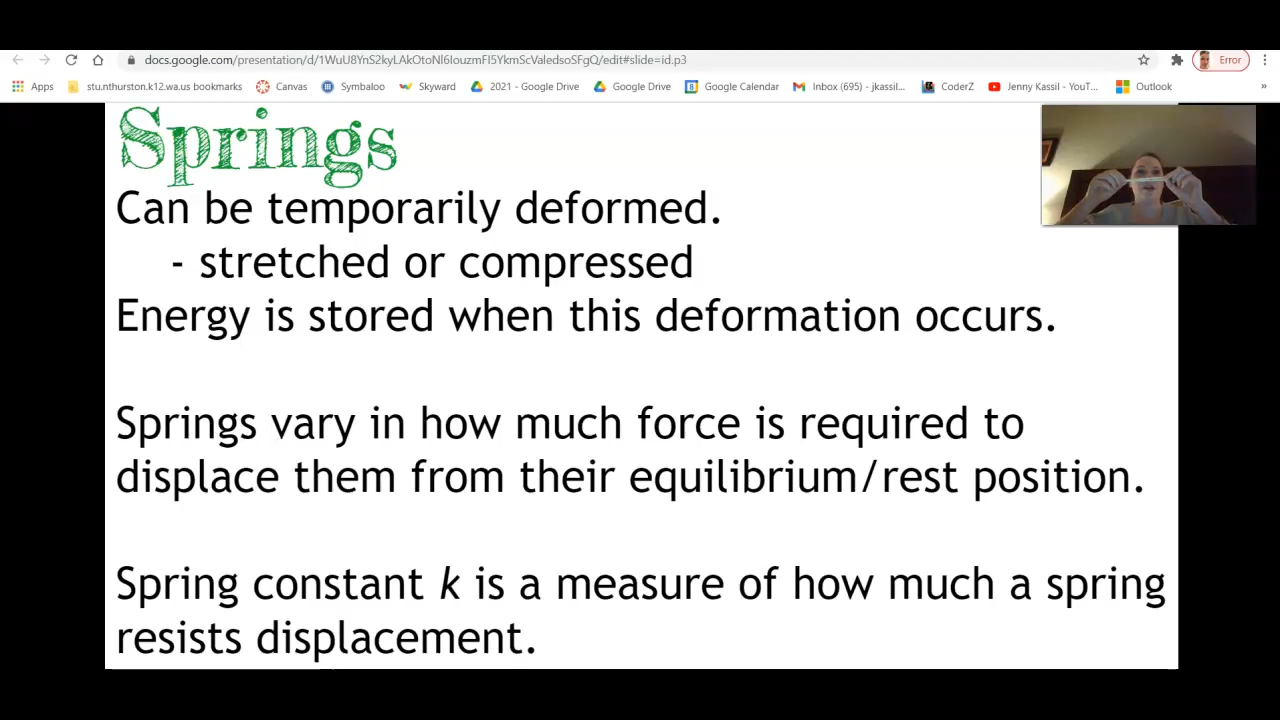 docs.google.com/presentation/d/1WuU8YnS2kyLAkOtoNl6IouzmFI5YkmScValedsoSFgQ/edit#slide=id.p3
Error
Apps stu.nthurston.k12.wa.us bookmarks Canvas Symbaloo Skyward 2021 - Google Drive Google Drive Google Calendar Inbox (695) - jkassil... CoderZ Jenny Kassil - YouT... Outlook »
Springs
Can be temporarily deformed.
- stretched or compressed
Energy is stored when this deformation occurs.
Springs vary in how much force is required to
displace them from their equilibrium/rest position.
Spring constant k is a measure of how much a spring
resists displacement.